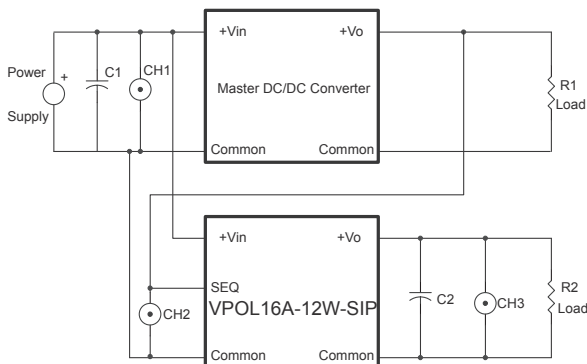 +Vin
+Vo
Power
+
Supply
C1
CH1
Master DC/DC Converter
R1
Load
Common
Common
+Vin
+Vo
SEQ
CH2
VPOL16A-12W-SIP
C2
CH3
R2
Load
Common
Common